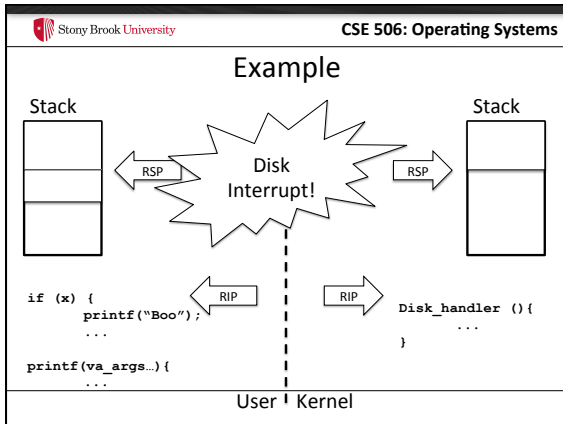 Stony Brook University
CSE 506: Operating Systems
Example
Stack
Stack
Disk
Interrupt!
RSP
RSP
RIP
RIP
if (x) {
printf(“Boo”);
...
printf(va_args…){
...
Disk_handler (){
...
}
User
Kernel